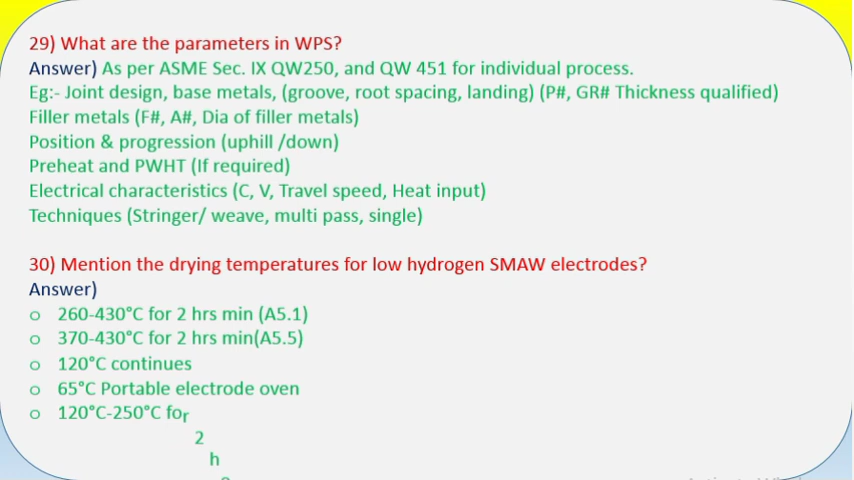 29) What are the parameters in WPS?
Answer) As per ASME Sec. IX QW250, and QW 451 for individual process.
Eg:- Joint design, base metals, (groove, root spacing, landing) (P#, GR# Thickness qualified)
Filler metals (F#, A#, Dia of filler metals)
Position & progression (uphill /down)
Preheat and PWHT (If required)
Electrical characteristics (C, V, Travel speed, Heat input)
Techniques (Stringer/ weave, multi pass, single)
30) Mention the drying temperatures for low hydrogen SMAW electrodes?
Answer)
o 260-430°C for 2 hrs min (A5.1)
o 370-430°C for 2 hrs min(A5.5)
o 120°C continues
o 65°C Portable electrode oven
o 120°C-250°C for
2
h